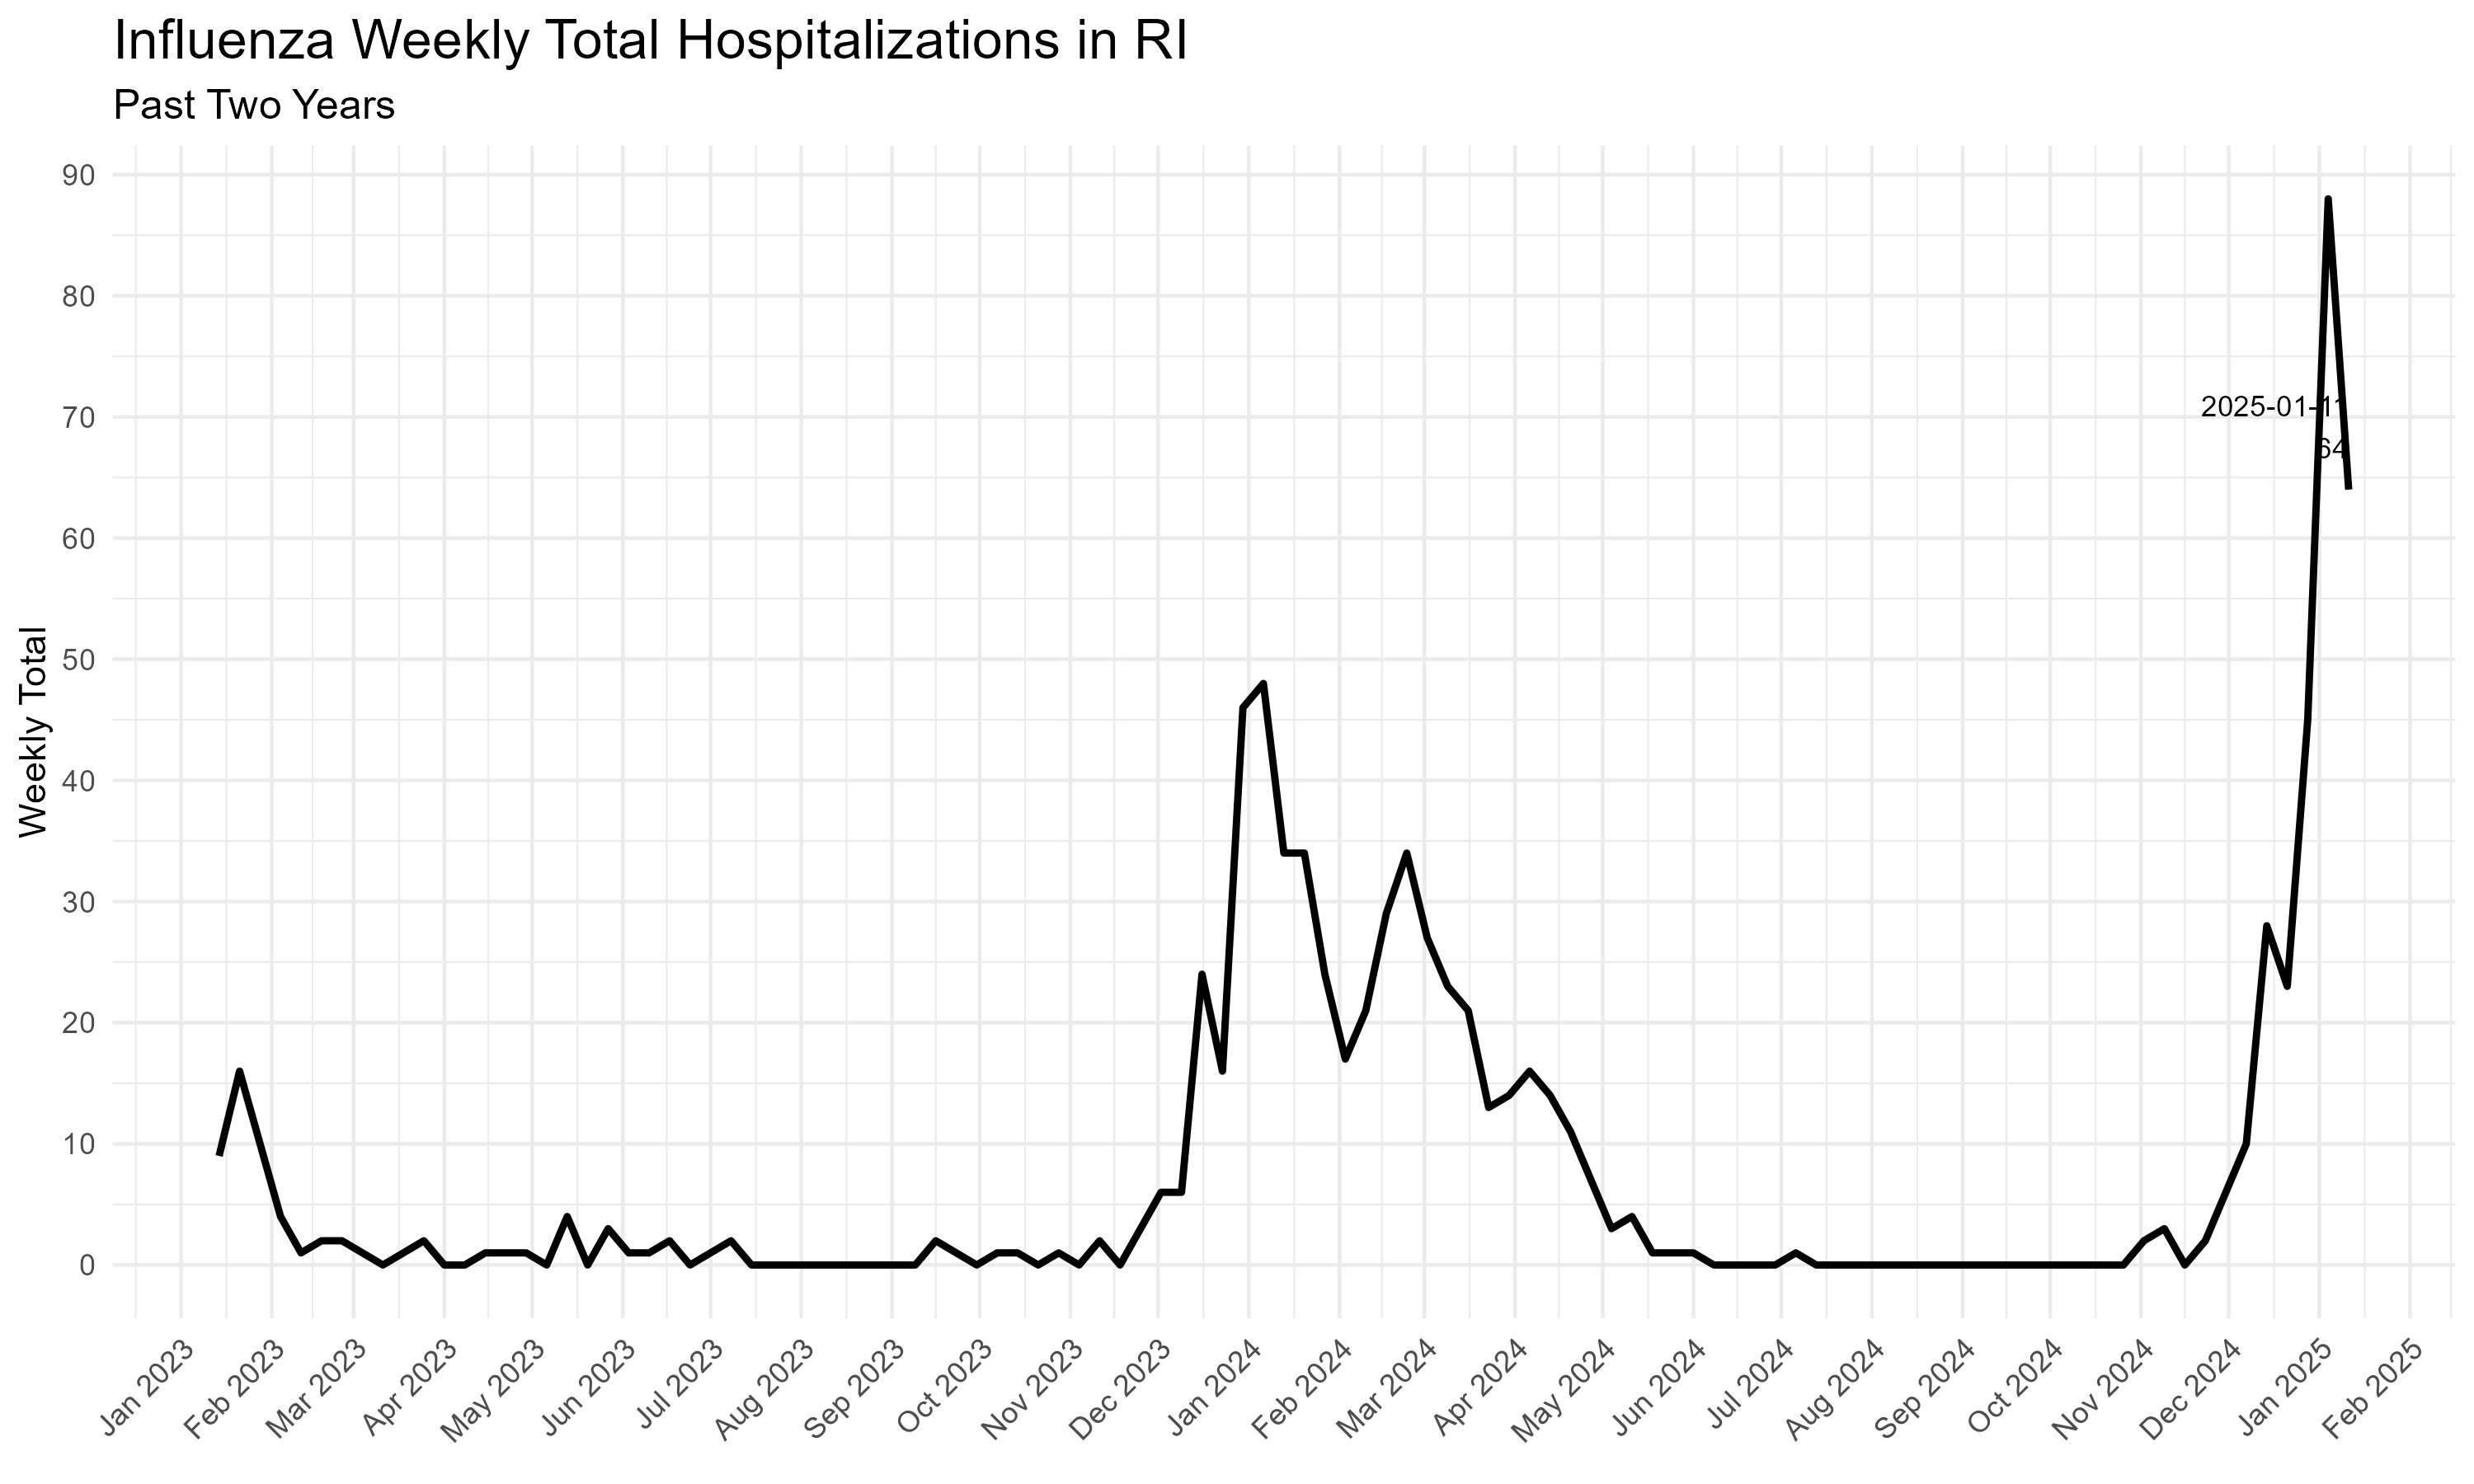 Influenza Weekly Total Hospitalizations in RI
Past Two Years
Weekly Total
90
80
70
60
50
40
30
20
10
0
2025-01-11
64
Jan 2023
Feb 2023
Mar 2023
Apr 2023
May 2023
Jun 2023
Jul 2023
Aug 2023
Sep 2023
Oct 2023
Nov 2023
Dec 2023
Jan 2024
Feb 2024
Mar 2024
Apr 2024
May 2024
Jun 2024
Jul 2024
Aug 2024
Sep 2024
Oct 2024
Nov 2024
Dec 2024
Jan 2025
Feb 2025